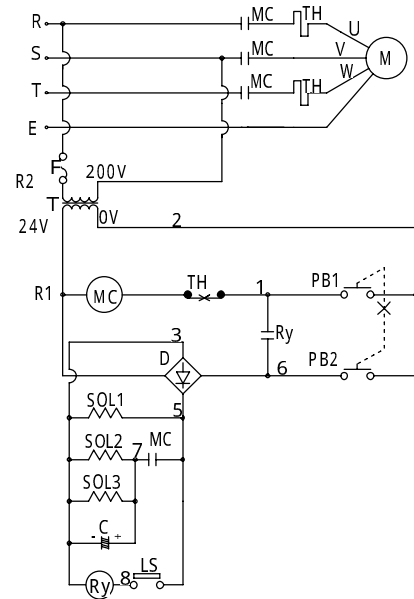 R MC TH U
S MC V M
T MC TH W
E
F
R2 200V
T
0V 2
24V
R1 MC TH 1 PB1
Ry
3
D 6 PB2
SOL1 5
SOL2 7 MC
SOL3
C
- +
Ry 8 LS